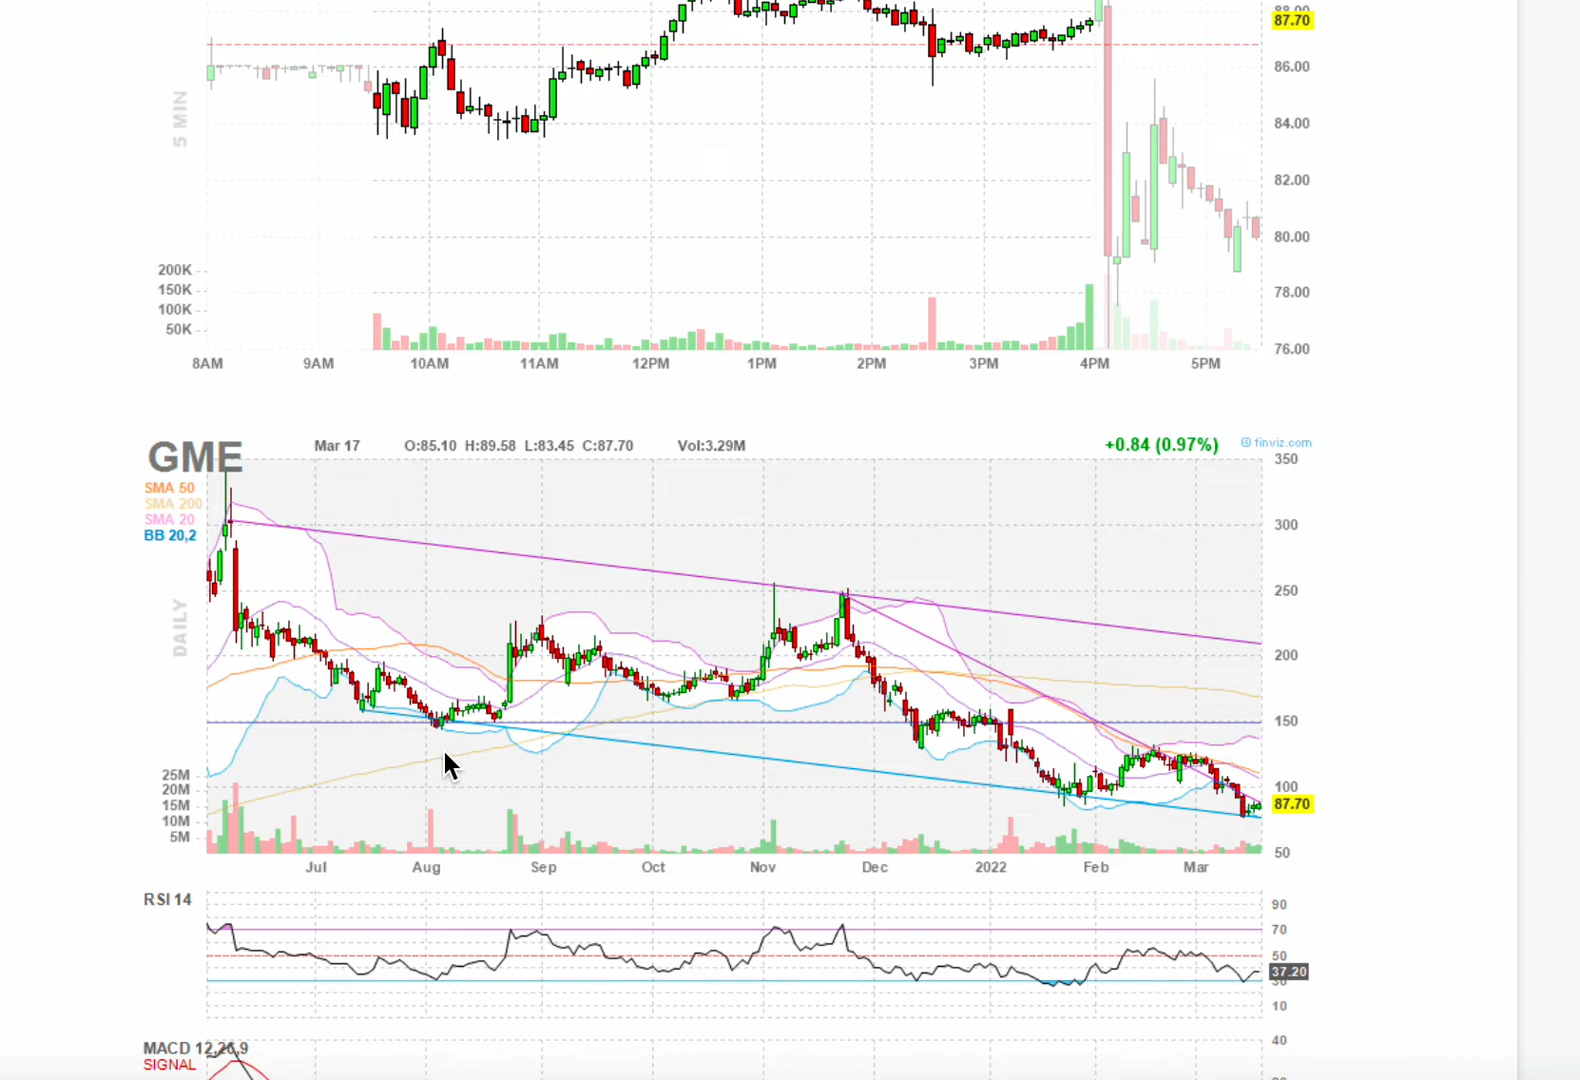 88.00
87.70
86.00
84.00
82.00
80.00
78.00
76.00
5 MIN
200K
150K
100K
50K
8AM 9AM 10AM 11AM 12PM 1PM 2PM 3PM 4PM 5PM
GME Mar 17 O:85.10 H:89.58 L:83.45 C:87.70 Vol:3.29M +0.84 (0.97%) © finviz.com
SMA 50
SMA 200
SMA 20
BB 20,2
350
300
250
200
150
100
87.70
50
DAILY
25M
20M
15M
10M
5M
Jul Aug Sep Oct Nov Dec 2022 Feb Mar
RSI 14
90
70
50
37.20
30
10
MACD 12,26,9
SIGNAL
40